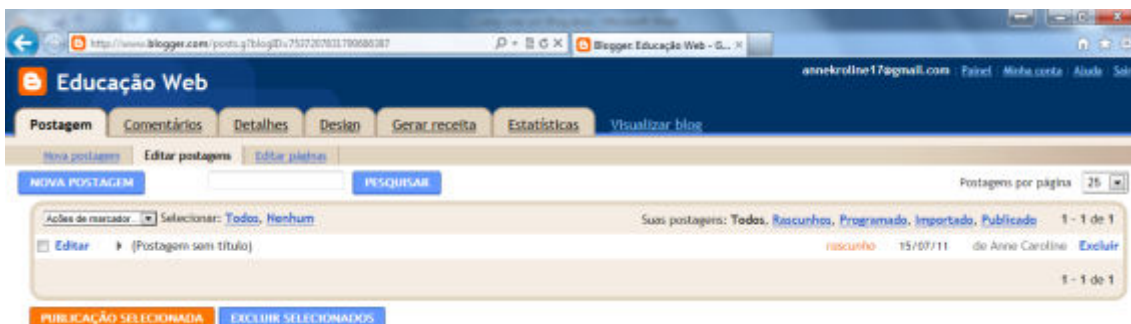 http://www.blogger.com/posts.g?blogID=
Blogger: Educação Web - G...
Educação Web
annekroline17@gmail.com Painel Minha conta Ajuda Sair
Postagem Comentários Detalhes Design Gerar receita Estatísticas Visualizar blog
Nova postagem Editar postagens Editar páginas
NOVA POSTAGEM PESQUISAR Postagens por página 25
Ações de marcador Selecionar: Todos, Nenhum Suas postagens: Todos, Rascunhos, Programado, Importado, Publicado 1 - 1 de 1
Editar (Postagem sem título) rascunho 15/07/11 de Anne Caroline Excluir
1 - 1 de 1
PUBLICAÇÃO SELECIONADA EXCLUIR SELECIONADOS